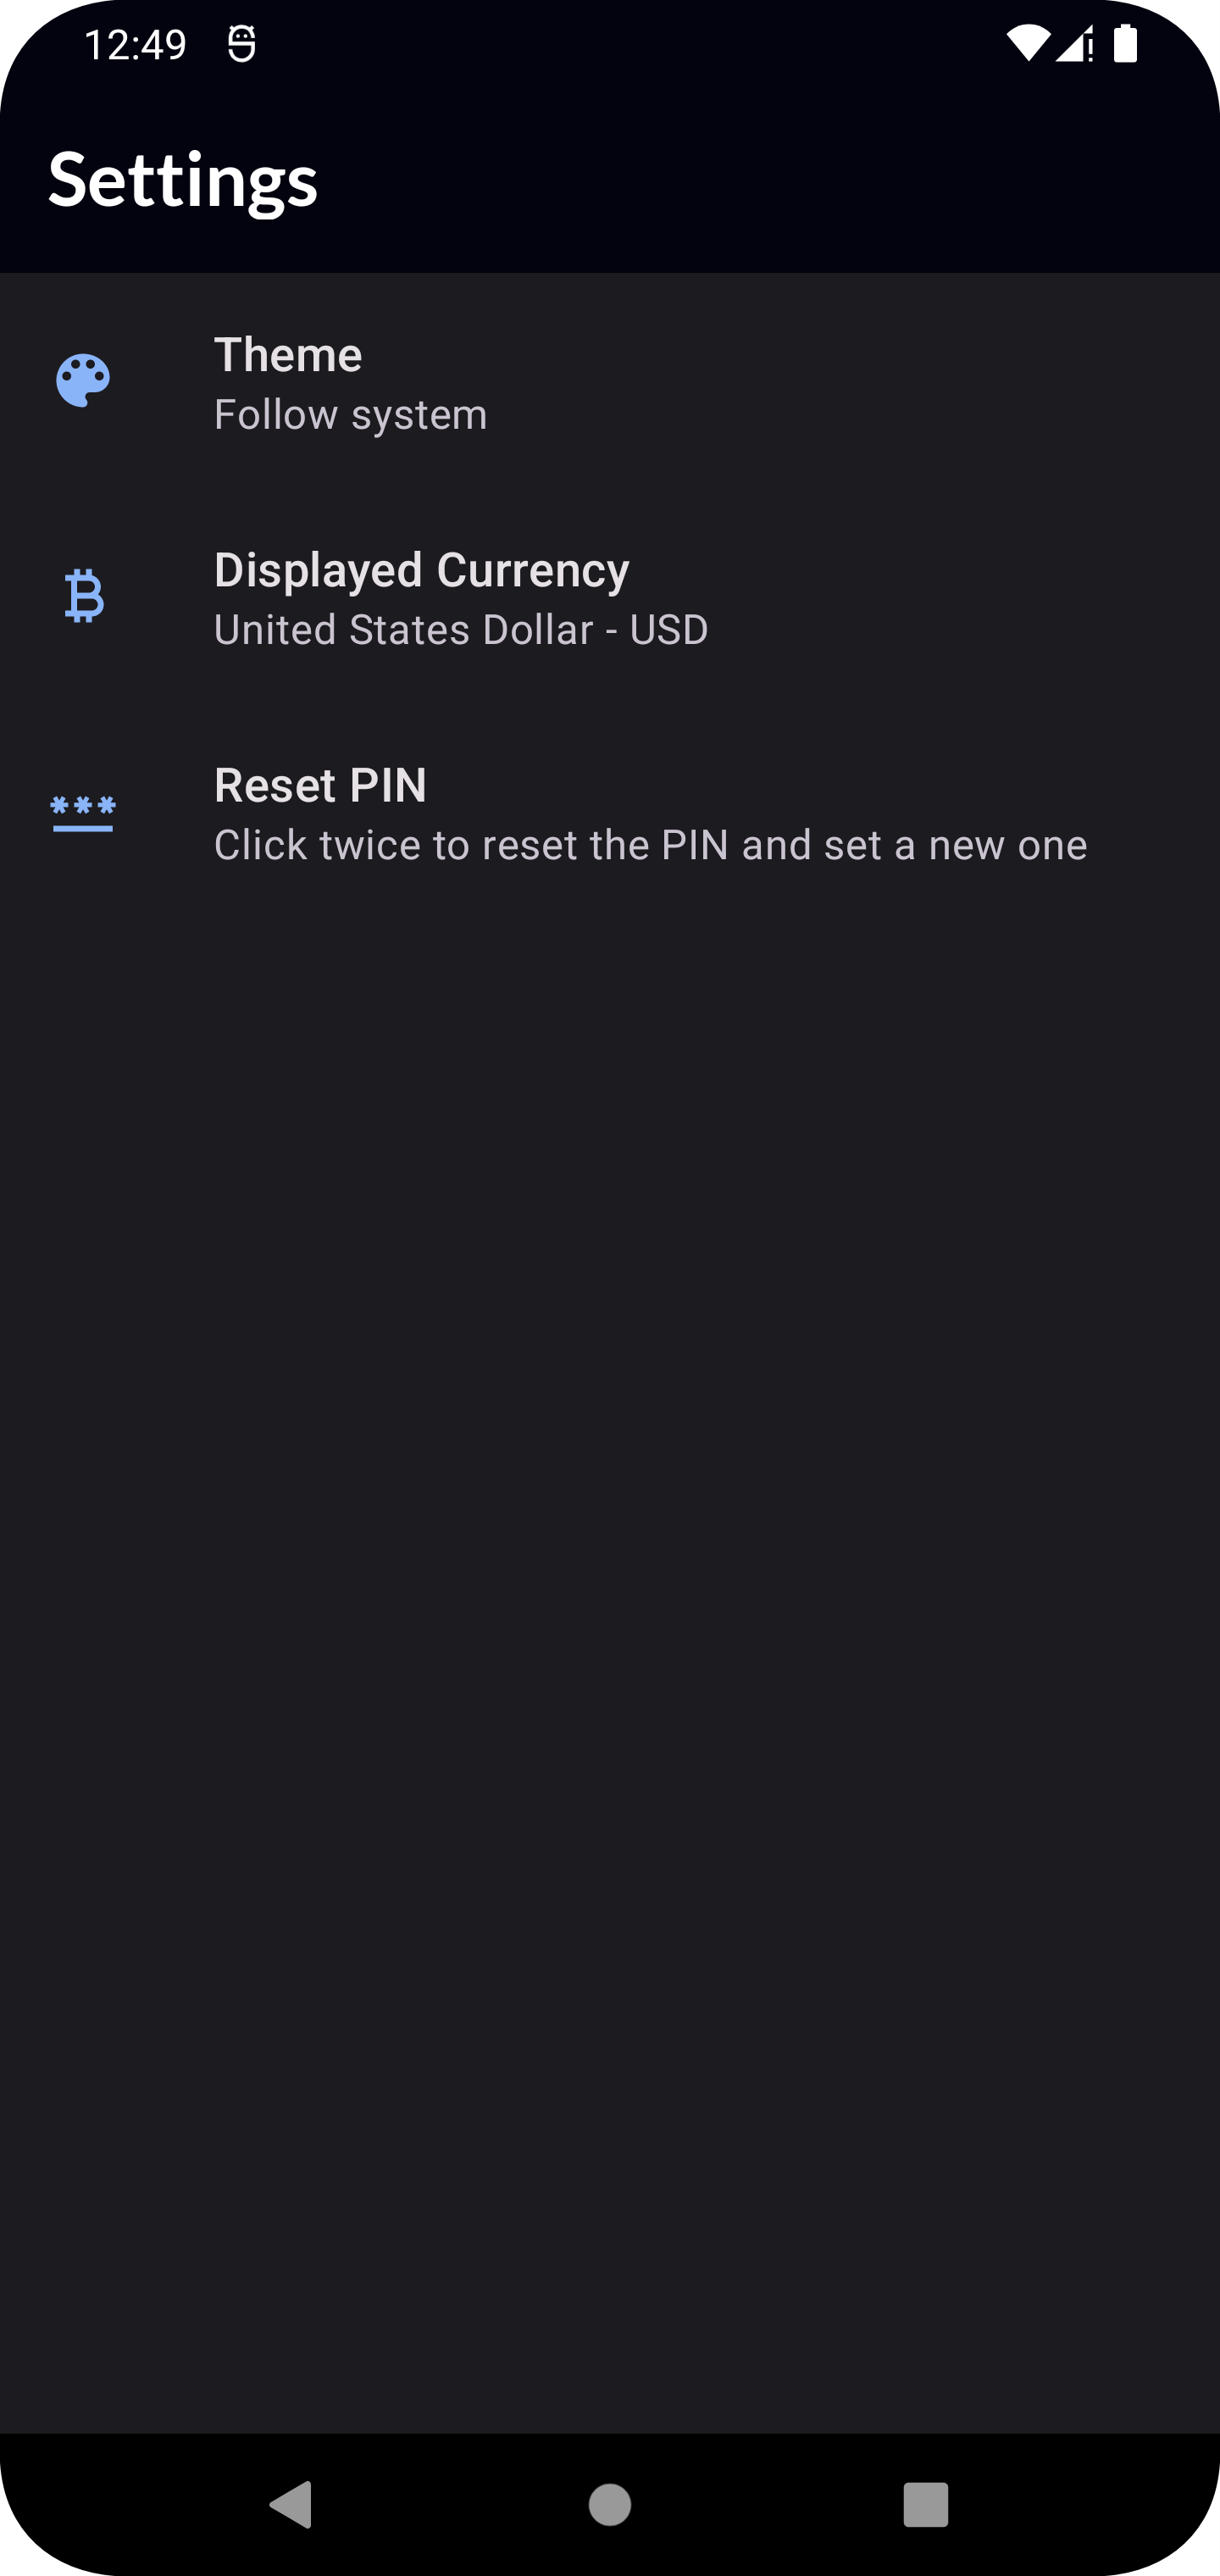 12:49
Settings
Theme
Follow system
Displayed Currency
United States Dollar - USD
Reset PIN
Click twice to reset the PIN and set a new one